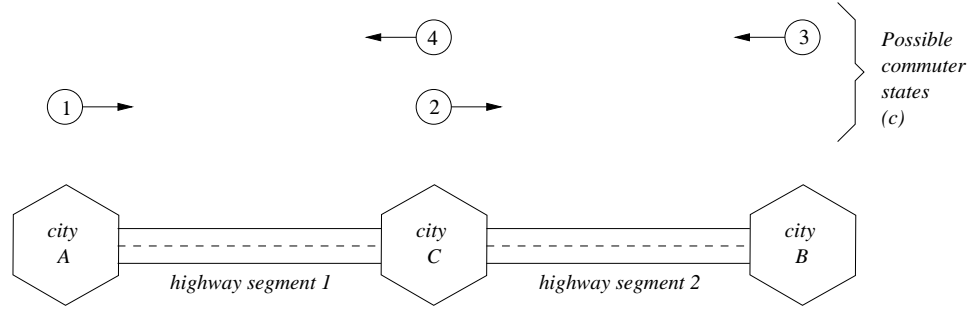 4
3
Possible
commuter
states
(c)
1
2
city
A
city
C
city
B
highway segment 1
highway segment 2